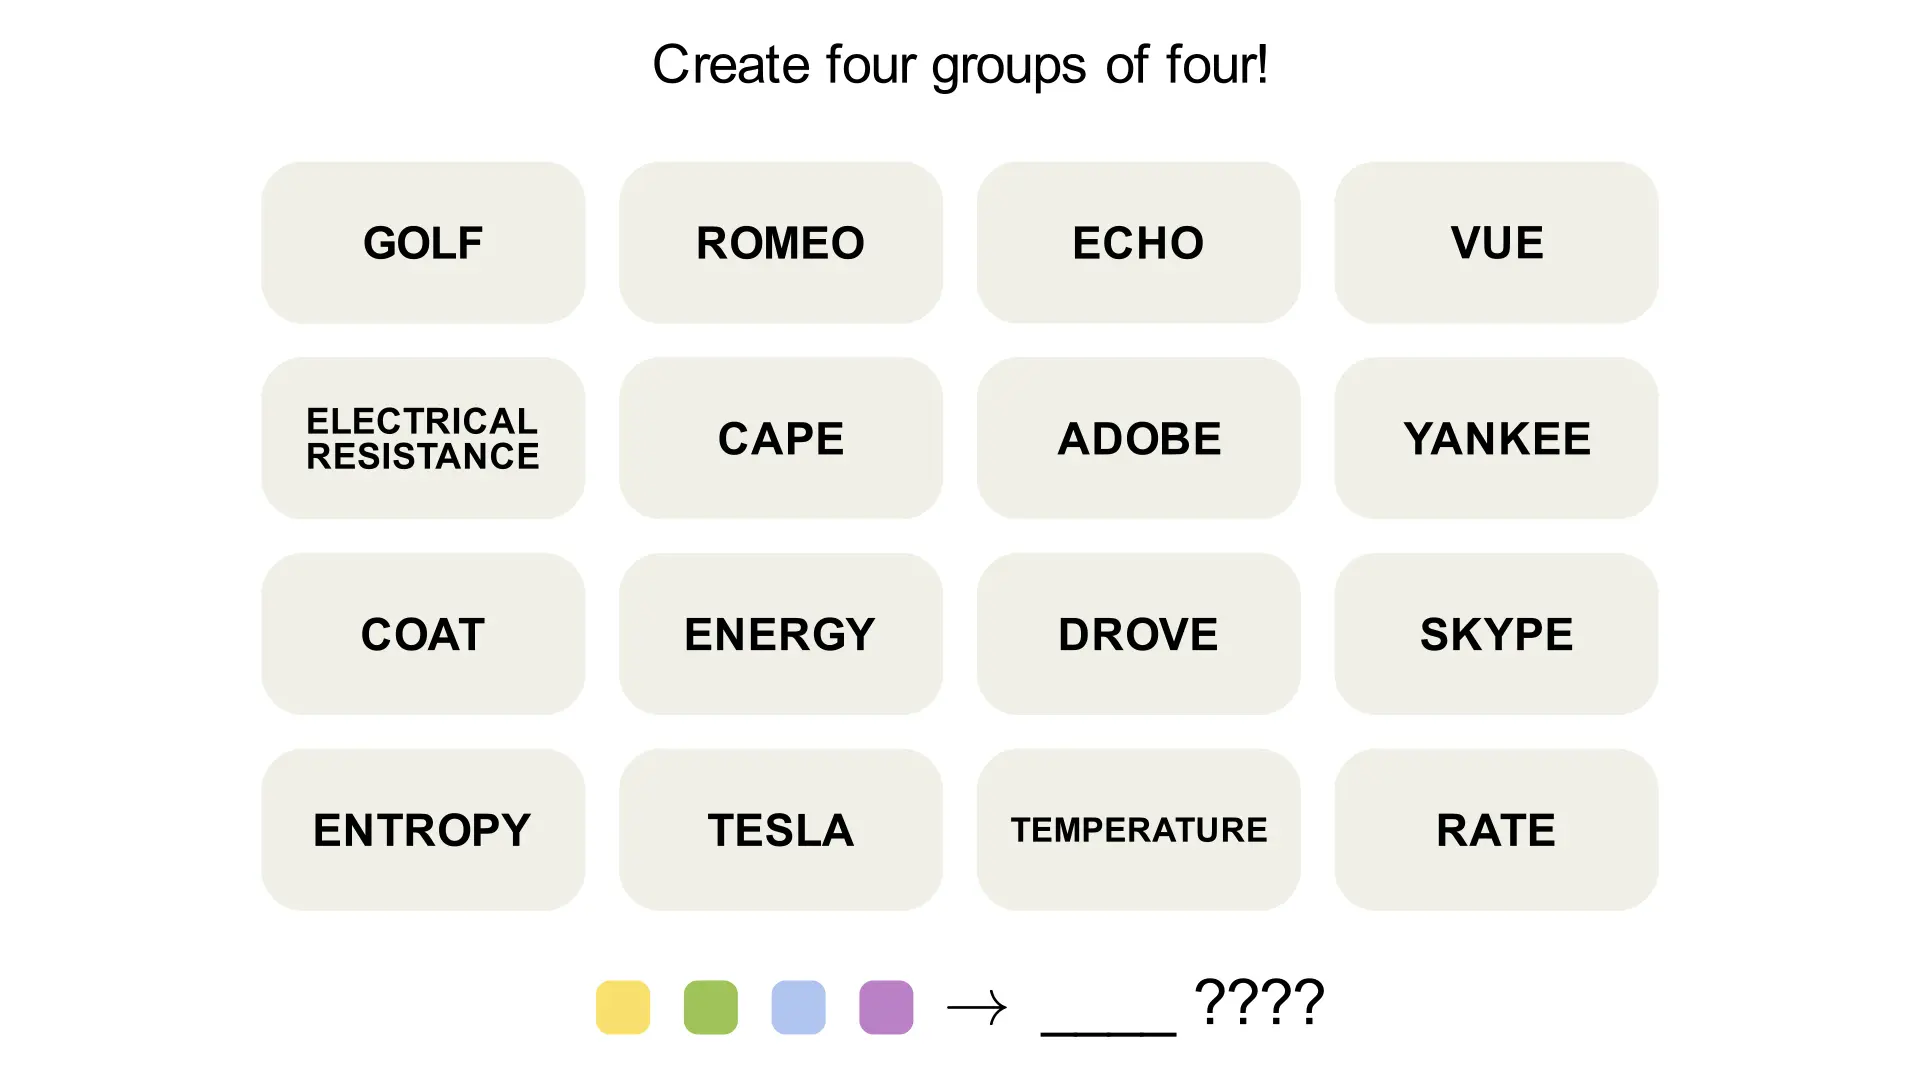 Create four groups of four!
GOLF
ROMEO
ECHO
VUE
ELECTRICAL
RESISTANCE
CAPE
ADOBE
YANKEE
COAT
ENERGY
DROVE
SKYPE
ENTROPY
TESLA
TEMPERATURE
RATE
→ ____ ????